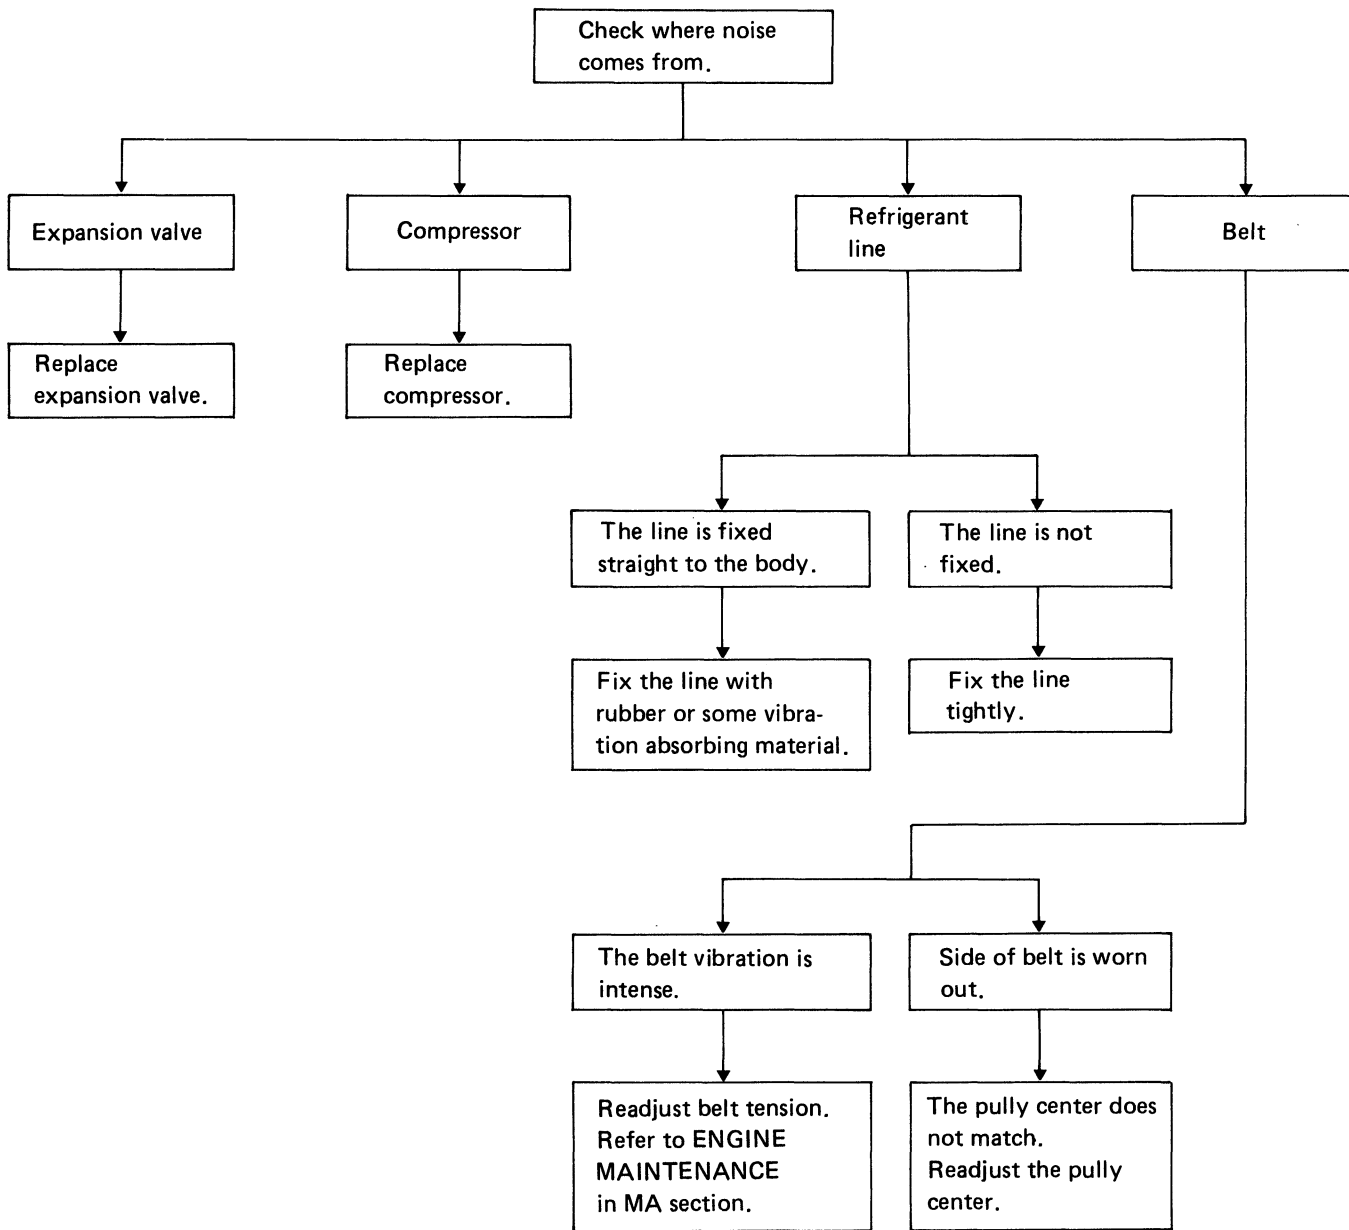 Check where noise
comes from.
Expansion valve
Compressor
Refrigerant
line
Belt
Replace
expansion valve.
Replace
compressor.
The line is fixed
straight to the body.
The line is not
fixed.
Fix the line with
rubber or some vibra-
tion absorbing material.
Fix the line
tightly.
The belt vibration is
intense.
Side of belt is worn
out.
Readjust belt tension.
Refer to ENGINE
MAINTENANCE
in MA section.
The pully center does
not match.
Readjust the pully
center.